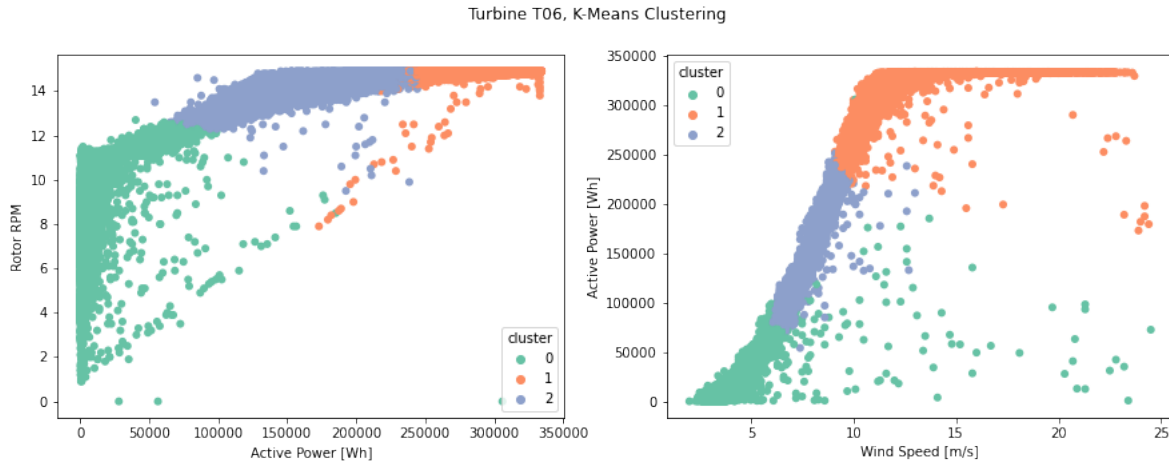 Turbine T06, K-Means Clustering
14
12
10
8
6
4
2
0
Rotor RPM
cluster
0
1
2
0 50000 100000 150000 200000 250000 300000 350000
Active Power [Wh]
350000
300000
250000
200000
150000
100000
50000
0
Active Power [Wh]
cluster
0
1
2
5 10 15 20 25
Wind Speed [m/s]